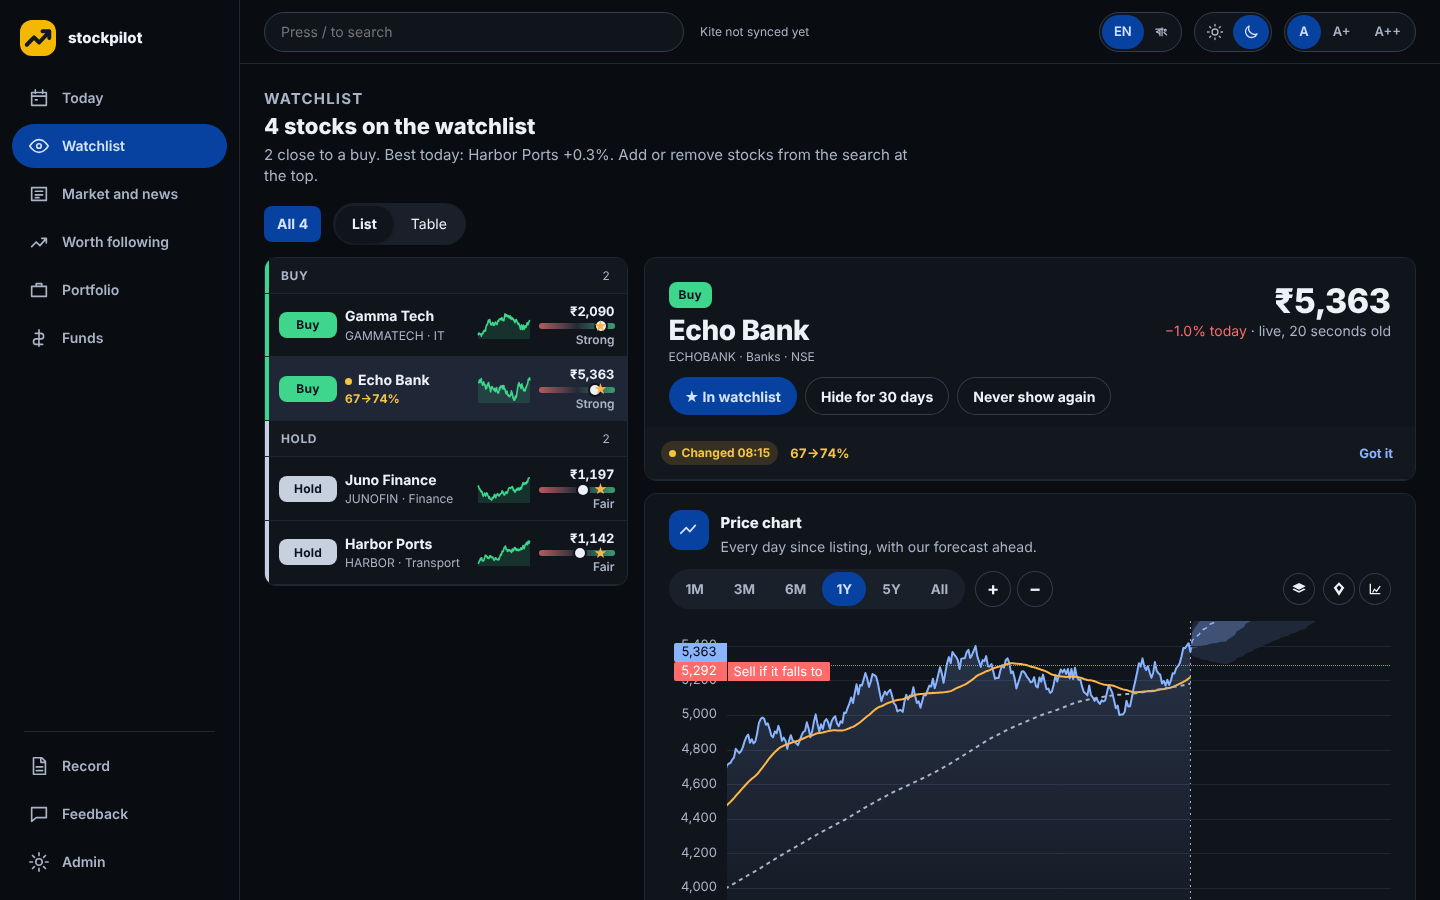 stockpilot
Press / to search
Kite not synced yet
EN
বাং
A
A+
A++
Today
Watchlist
Market and news
Worth following
Portfolio
Funds
Record
Feedback
Admin
WATCHLIST
4 stocks on the watchlist
2 close to a buy. Best today: Harbor Ports +0.3%. Add or remove stocks from the search at
the top.
All 4
List
Table
BUY 2
Buy
Gamma Tech
GAMMATECH · IT
₹2,090
Strong
Buy
Echo Bank
67→74%
₹5,363
Strong
HOLD 2
Hold
Juno Finance
JUNOFIN · Finance
₹1,197
Fair
Hold
Harbor Ports
HARBOR · Transport
₹1,142
Fair
Buy
Echo Bank
ECHOBANK · Banks · NSE
₹5,363
−1.0% today · live, 20 seconds old
★ In watchlist
Hide for 30 days
Never show again
Changed 08:15
67→74%
Got it
Price chart
Every day since listing, with our forecast ahead.
1M
3M
6M
1Y
5Y
All
+
−
5,363
5,292 Sell if it falls to
5,000
4,800
4,600
4,400
4,200
4,000